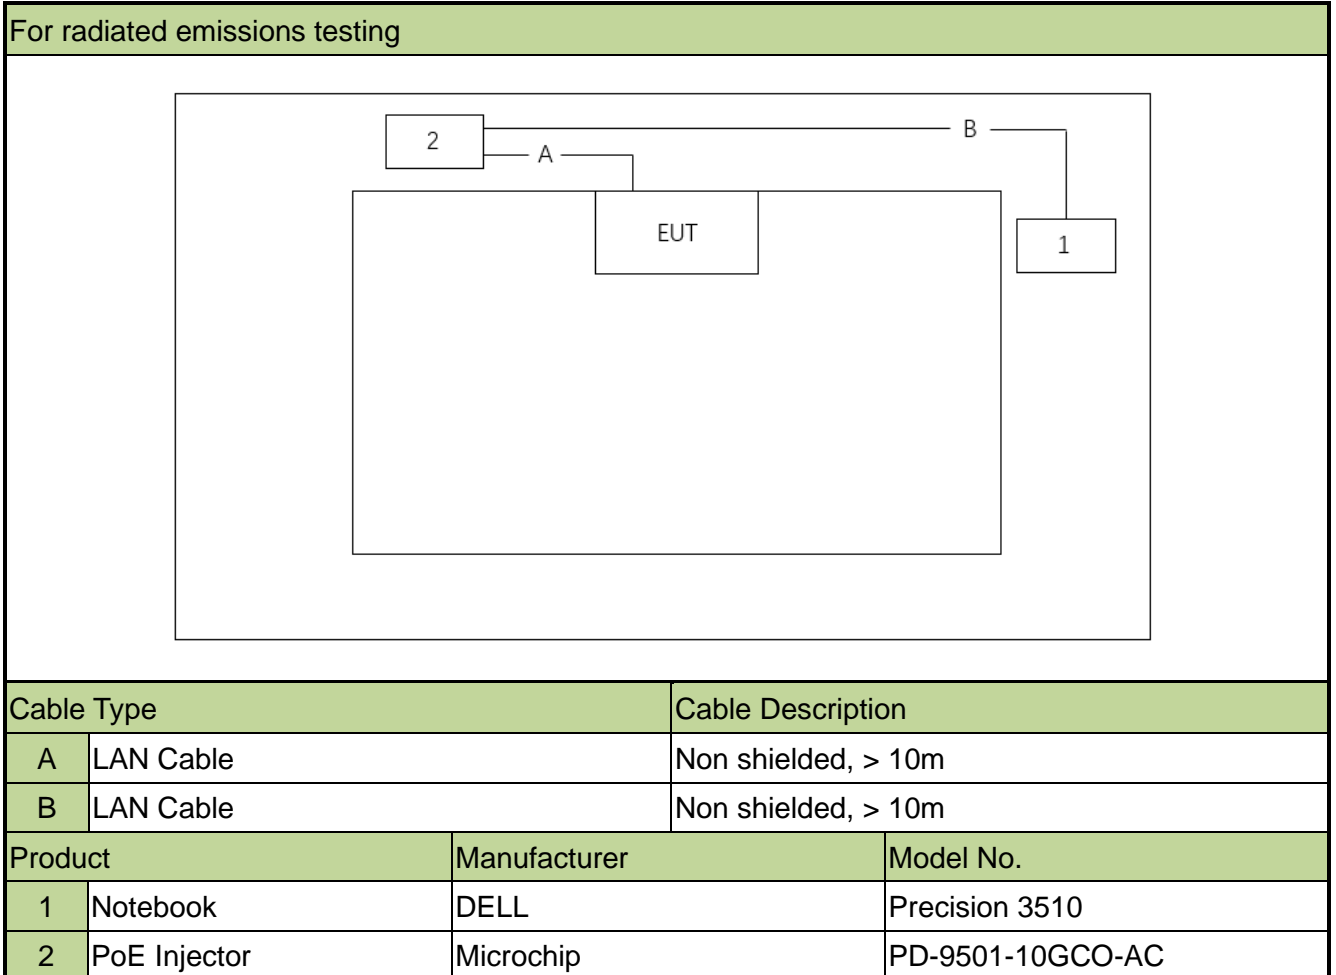 For radiated emissions testing
2
B
A
EUT
1
Cable Type Cable Description
A LAN Cable Non shielded, > 10m
B LAN Cable Non shielded, > 10m
Product Manufacturer Model No.
1 Notebook DELL Precision 3510
2 PoE Injector Microchip PD-9501-10GCO-AC